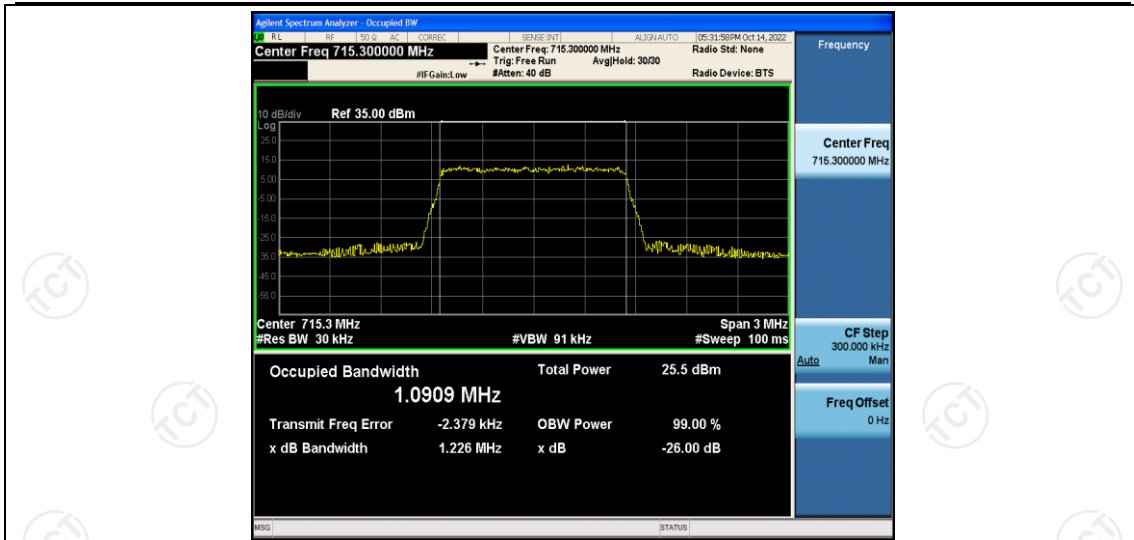 Agilent Spectrum Analyzer - Occupied BW
LXI RL RF 50 Ω AC CORREC SENSE:INT ALIGN AUTO 05:31:58PM Oct 14, 2022
Center Freq 715.300000 MHz
Center Freq: 715.300000 MHz Radio Std: None
Trig: Free Run Avg|Hold: 30/30
#IFGain:Low #Atten: 40 dB Radio Device: BTS
10 dB/div Ref 35.00 dBm
Log
25.0
15.0
5.00
-5.00
-15.0
-25.0
-35.0
-45.0
-55.0
Center 715.3 MHz Span 3 MHz
#Res BW 30 kHz #VBW 91 kHz #Sweep 100 ms
Occupied Bandwidth Total Power 25.5 dBm
1.0909 MHz
Transmit Freq Error -2.379 kHz OBW Power 99.00 %
x dB Bandwidth 1.226 MHz x dB -26.00 dB
MSG STATUS
Frequency
Center Freq
715.300000 MHz
CF Step
300.000 kHz
Auto Man
Freq Offset
0 Hz
TCT
TCT
TCT
TCT
TCT
TCT